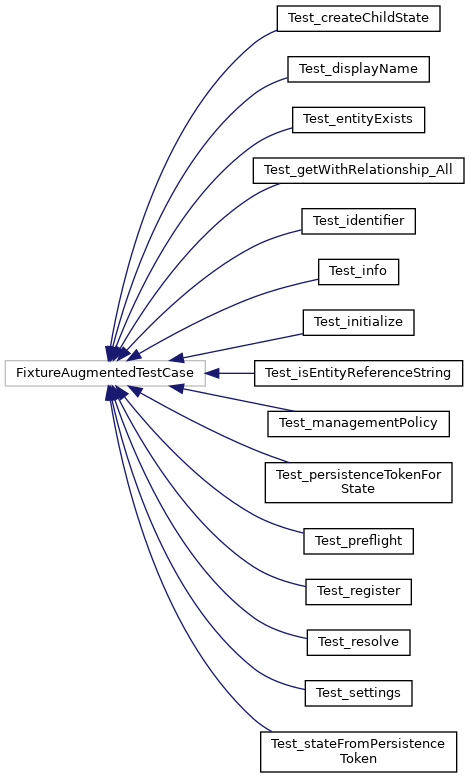 Test_createChildState
Test_displayName
Test_entityExists
Test_getWithRelationship_All
Test_identifier
Test_info
Test_initialize
FixtureAugmentedTestCase
Test_isEntityReferenceString
Test_managementPolicy
Test_persistenceTokenFor
State
Test_preflight
Test_register
Test_resolve
Test_settings
Test_stateFromPersistence
Token